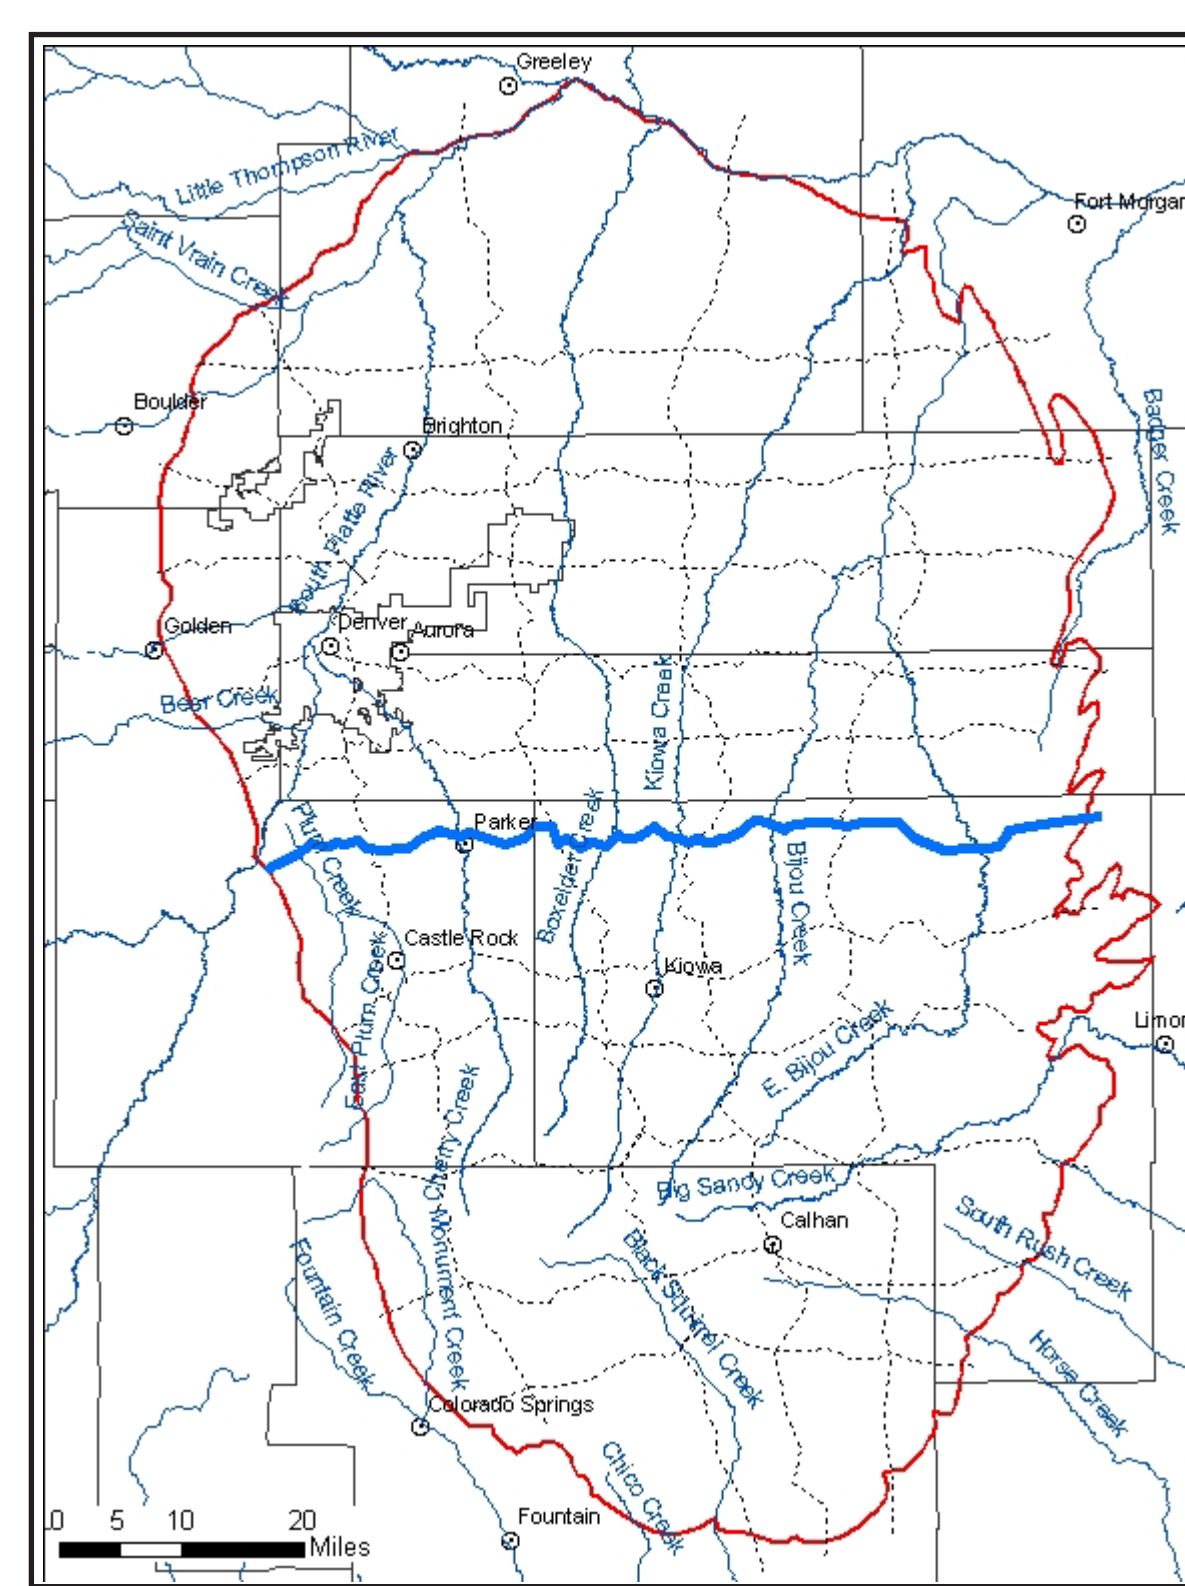 Greeley
Little Thompson River
Fort Morgan
Saint Vrain Creek
Boulder
Brighton
Badger Creek
South Platte River
Golden
Denver
Aurora
Bear Creek
Kiowa Creek
Plum Creek
Parker
Boxelder Creek
Bijou Creek
Castle Rock
East Plum Creek
Kiowa
Limon
E. Bijou Creek
Cherry Creek
Big Sandy Creek
Calhan
South Rush Creek
Black Squirrel Creek
Monument Creek
Fountain Creek
Horse Creek
Colorado Springs
Chico Creek
Fountain
0 5 10 20
Miles